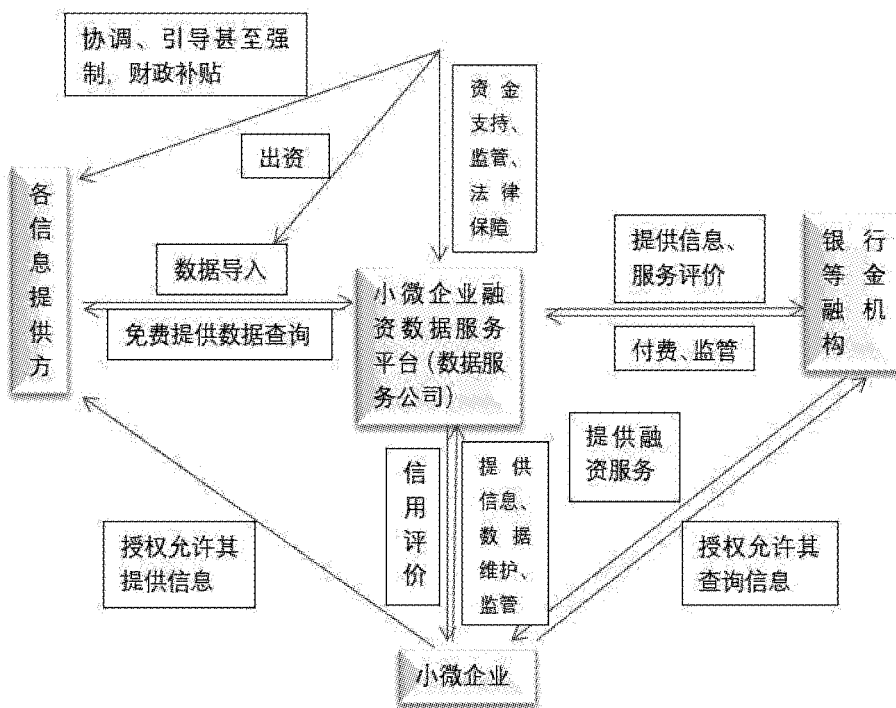 协调、引导甚至强
制，财政补贴
资金
支持、
监管、
法律
保障
出资
各
信
息
提
供
方
数据导入
免费提供数据查询
小微企业融
资数据服务
平台（数据服
务公司）
提供信息、
服务评价
付费、监管
银行
等金
融机
构
信
用
评
价
提供
信息、
数据
维护、
监管
提供融
资服务
授权允许其
提供信息
授权允许其
查询信息
小微企业